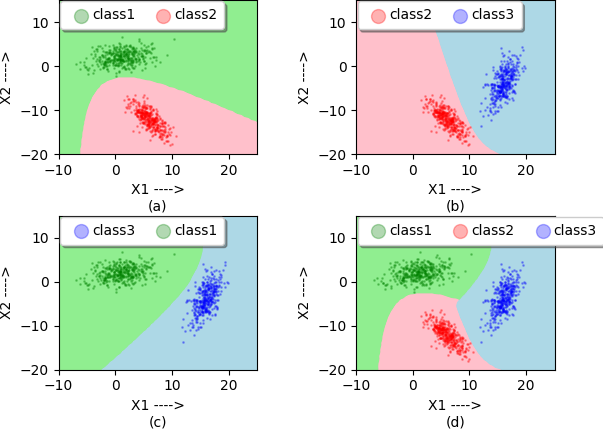 class1 class2
10
0
−10
−20
X2 ---->
−10 0 10 20
X1 ---->
(a)
class2 class3
10
0
−10
−20
X2 ---->
−10 0 10 20
X1 ---->
(b)
class3 class1
10
0
−10
−20
X2 ---->
−10 0 10 20
X1 ---->
(c)
class1 class2 class3
10
0
−10
−20
X2 ---->
−10 0 10 20
X1 ---->
(d)